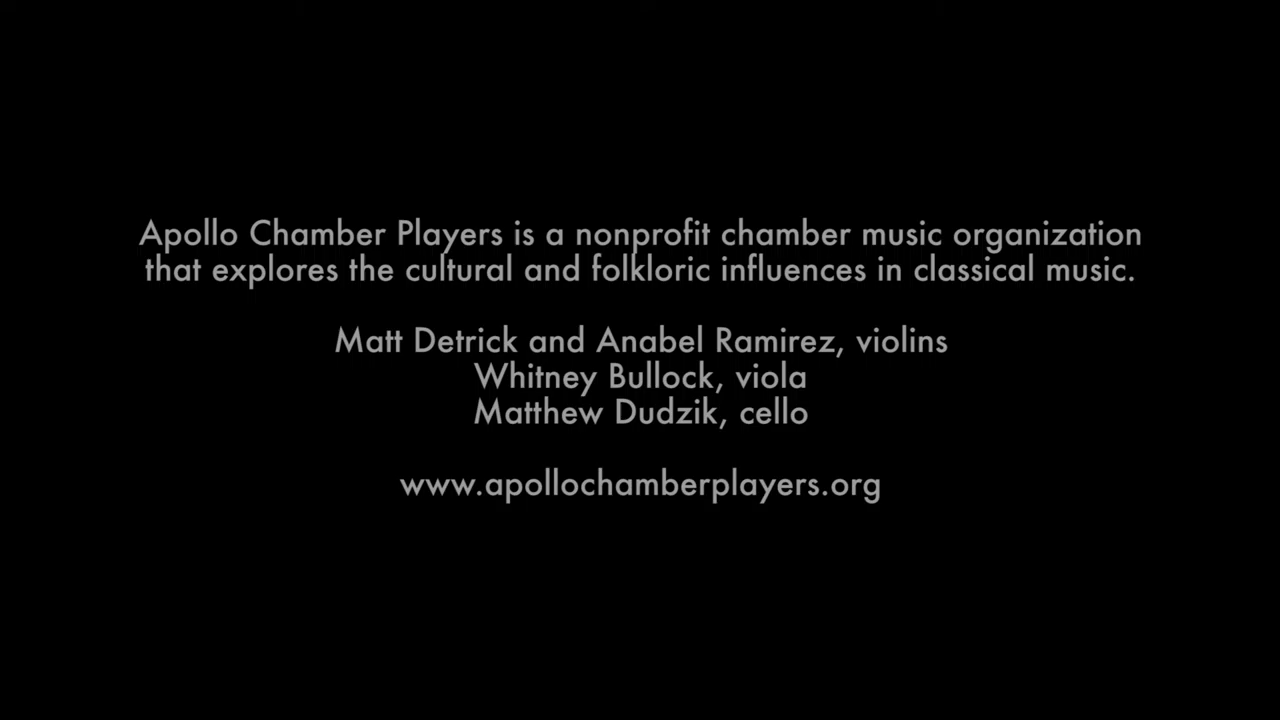 Apollo Chamber Players is a nonprofit chamber music organization
that explores the cultural and folkloric influences in classical music.
Matt Detrick and Anabel Ramirez, violins
Whitney Bullock, viola
Matthew Dudzik, cello
www.apollochamberplayers.org